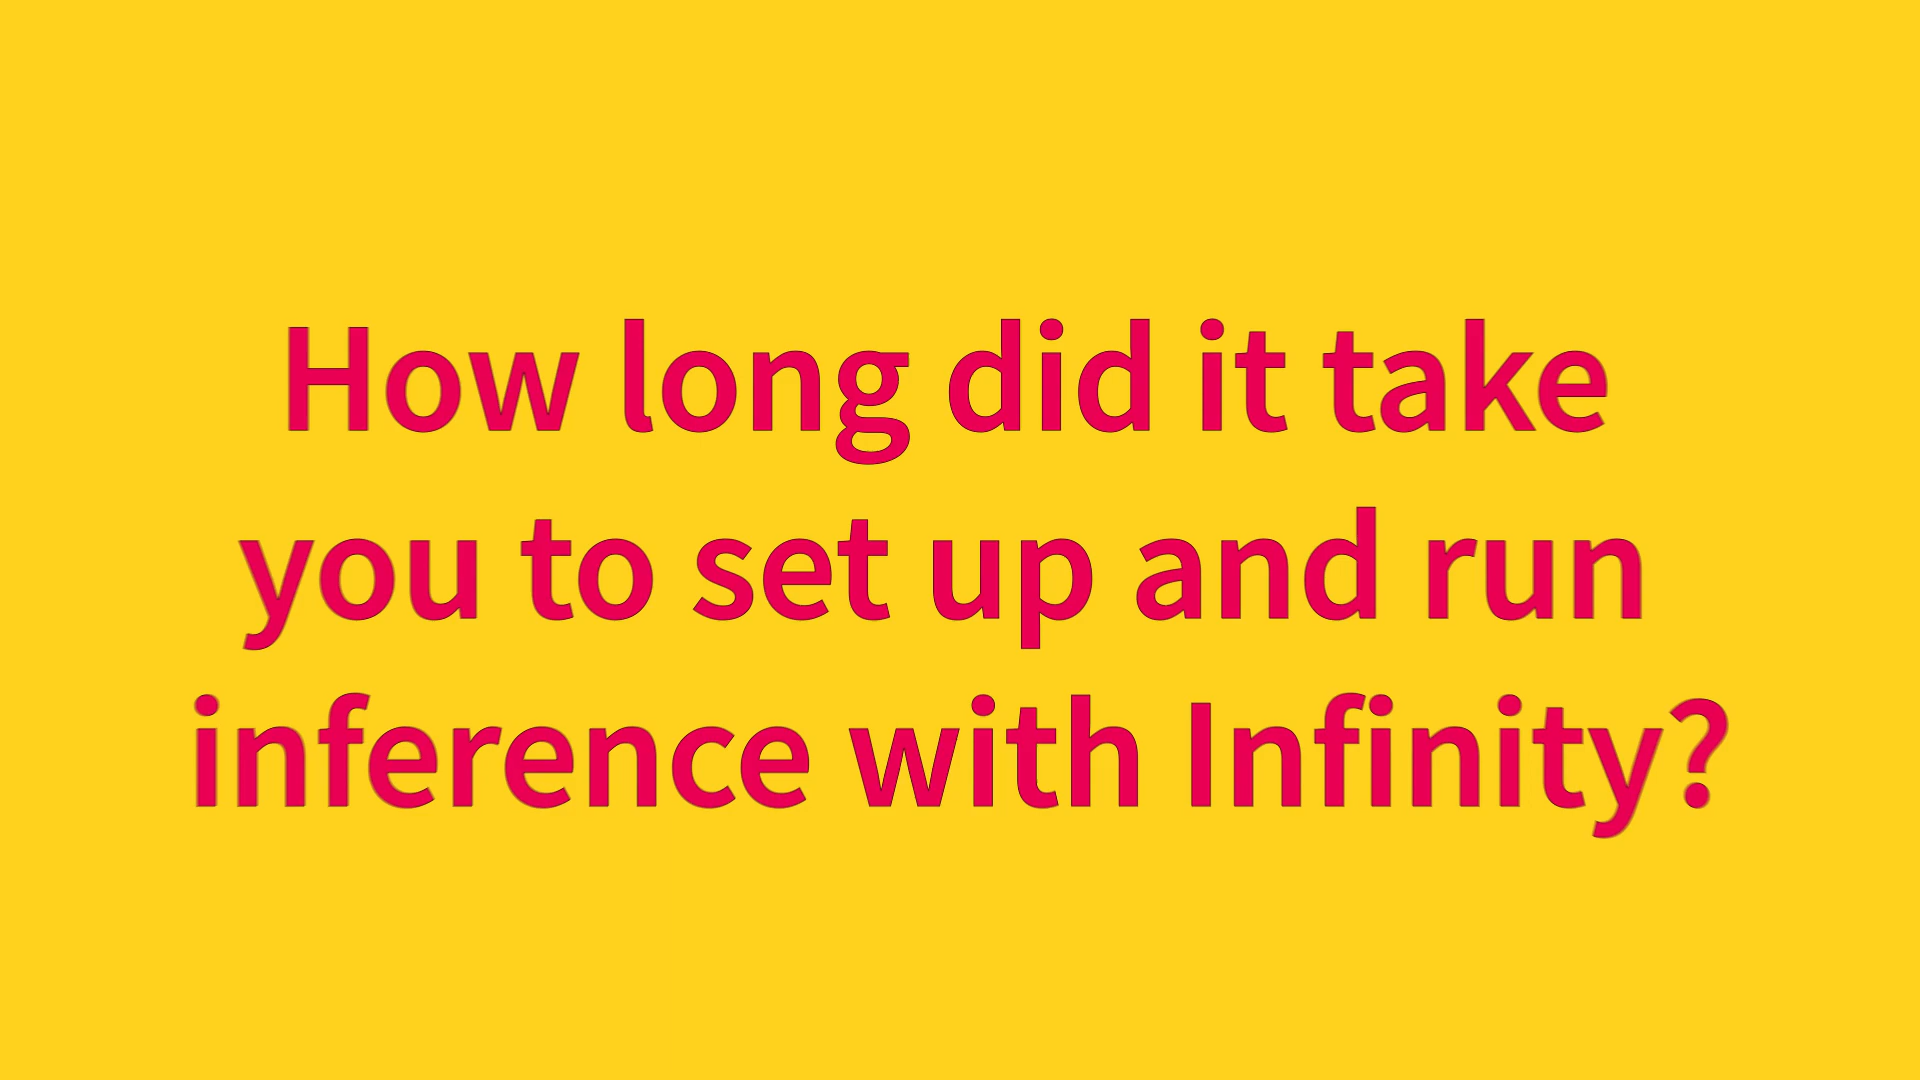 How long did it take
you to set up and run
inference with Infinity?